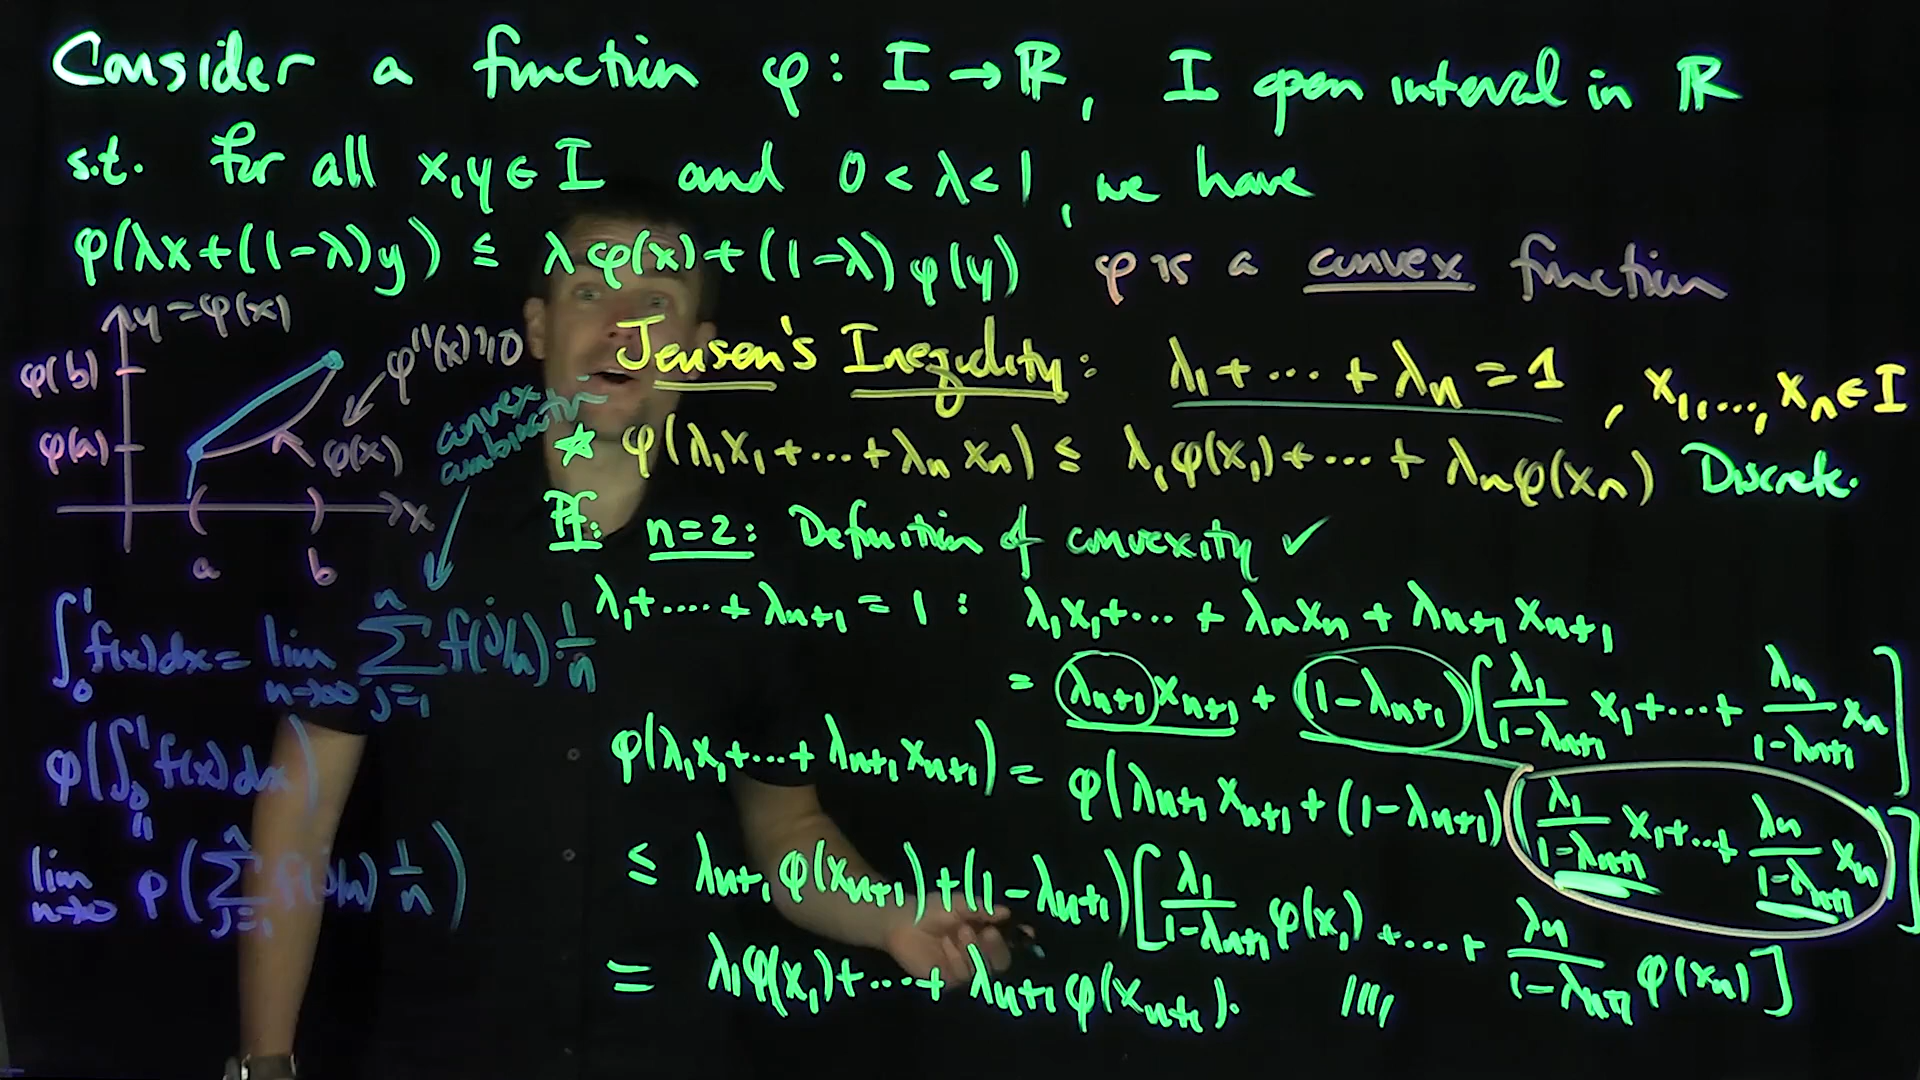 Consider a function φ: I → ℝ, I open interval in ℝ
s.t. for all x,y ∈ I and 0 < λ < 1, we have
φ(λx+(1-λ)y) ≤ λφ(x)+(1-λ)φ(y)
φ is a convex function
y=φ(x)
φ(b)
φ(a)
φ''(x)≥0
φ(x)
x
a b
convex
combination
Jensen's Inequality: λ₁+...+λₙ=1, x₁,...,xₙ∈I
☆ φ(λ₁x₁+...+λₙxₙ) ≤ λ₁φ(x₁)+...+λₙφ(xₙ) Discrete.
Pf: n=2: Definition of convexity ✓
λ₁+....+λₙ₊₁ = 1: λ₁x₁+...+λₙxₙ+λₙ₊₁xₙ₊₁
= λₙ₊₁xₙ₊₁ + (1-λₙ₊₁)[λ₁/(1-λₙ₊₁) x₁+...+ λₙ/(1-λₙ₊₁) xₙ]
φ(λ₁x₁+...+λₙ₊₁xₙ₊₁) = φ(λₙ₊₁xₙ₊₁+(1-λₙ₊₁)(λ₁/(1-λₙ₊₁) x₁+...+ λₙ/(1-λₙ₊₁) xₙ)]
≤ λₙ₊₁φ(xₙ₊₁)+(1-λₙ₊₁)[λ₁/(1-λₙ₊₁) φ(x₁)+...+ λₙ/(1-λₙ₊₁) φ(xₙ)]
= λ₁φ(x₁)+...+λₙ₊₁φ(xₙ₊₁). ////
∫₀¹ f(x)dx = lim n→∞ Σ_{j=1}^{n} f(j/n)·1/n
φ(∫₀¹ f(x)dx)
=
lim n→∞ φ(Σ_{j=1}^{n} f(j/n) 1/n)